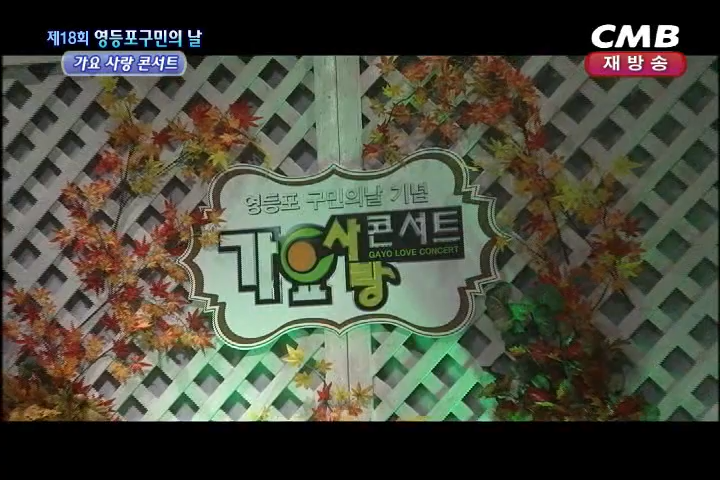 제18회 영등포구민의 날
가요 사랑 콘서트
CMB
재방송
영등포 구민의날 기념
가요사랑콘서트
GAYO LOVE CONCERT